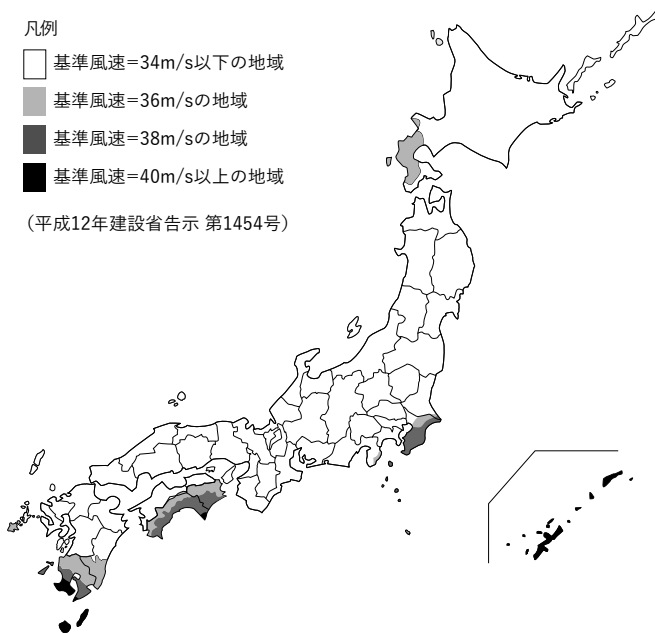 凡例
基準風速=34m/s以下の地域
基準風速=36m/sの地域
基準風速=38m/sの地域
基準風速=40m/s以上の地域
(平成12年建設省告示 第1454号)